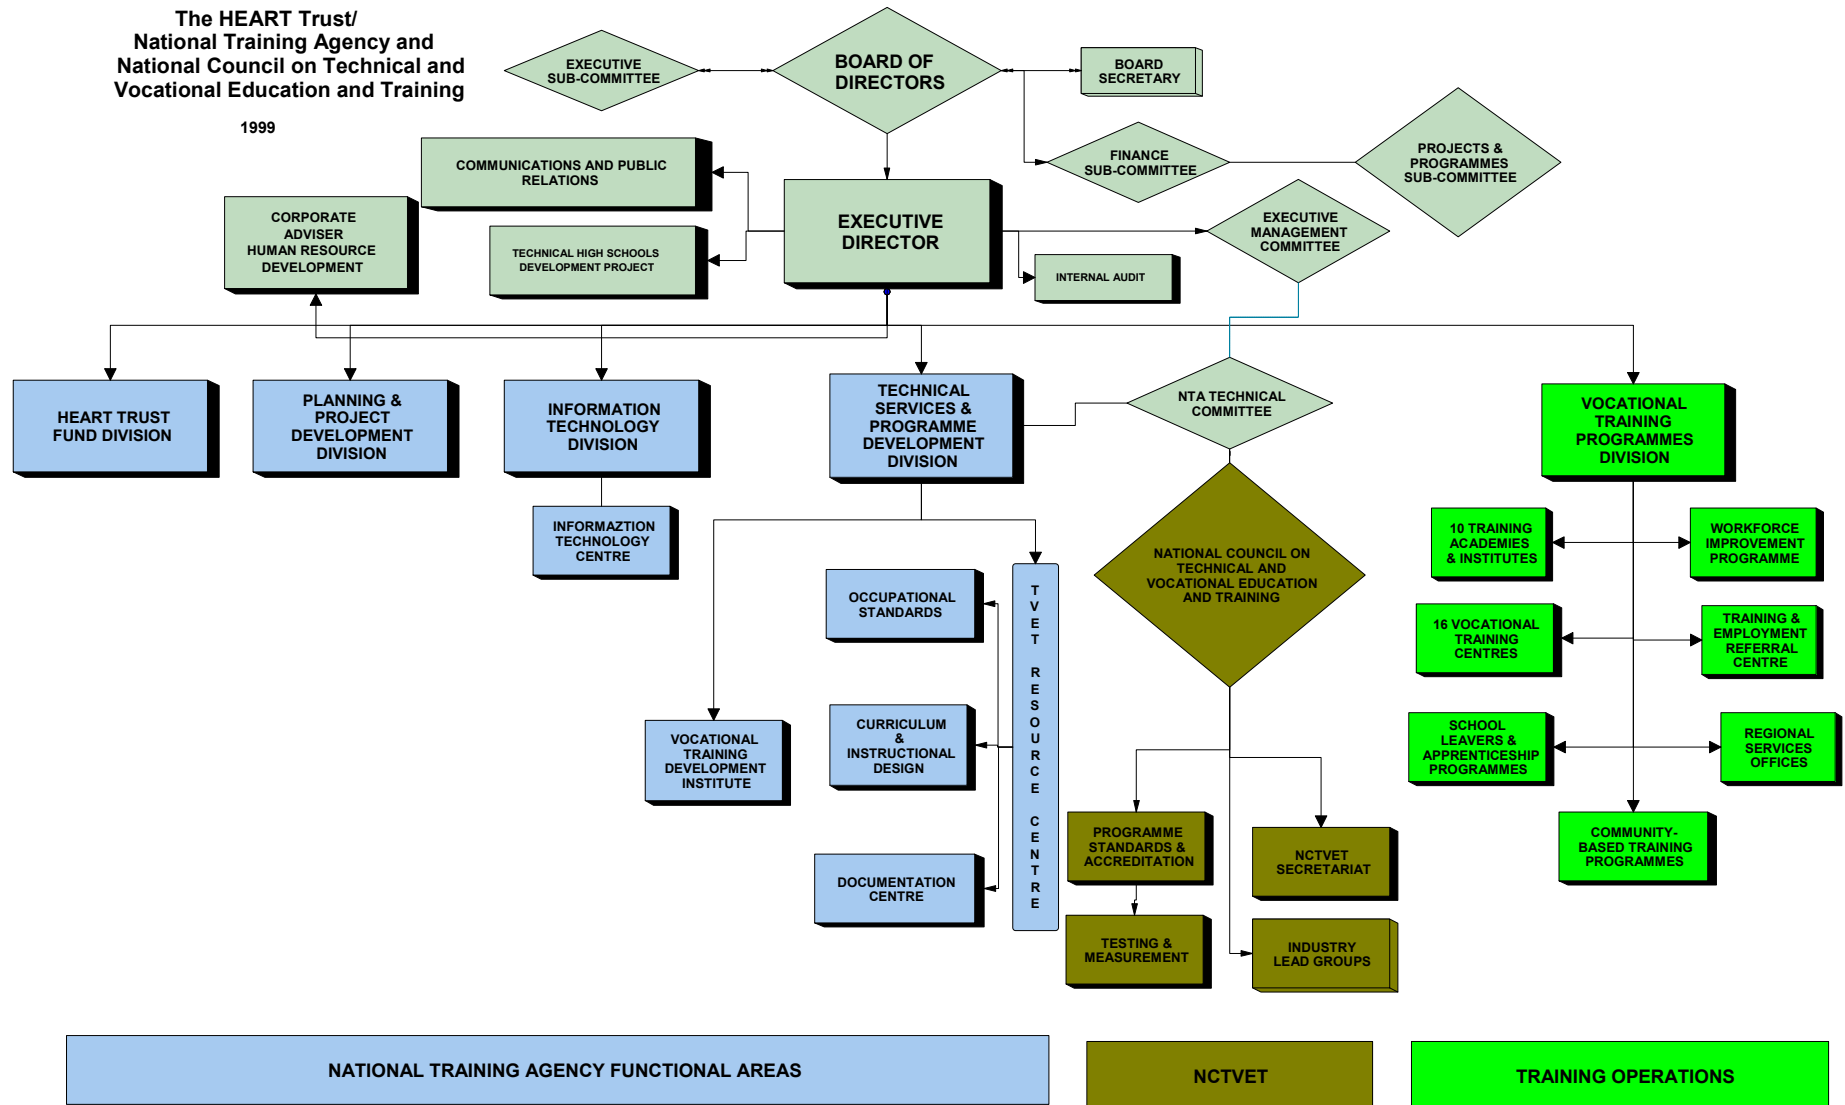 The HEART Trust/
National Training Agency and
National Council on Technical and
Vocational Education and Training
1999
EXECUTIVE
SUB-COMMITTEE
BOARD OF
DIRECTORS
BOARD
SECRETARY
FINANCE
SUB-COMMITTEE
PROJECTS &
PROGRAMMES
SUB-COMMITTEE
COMMUNICATIONS AND PUBLIC
RELATIONS
CORPORATE
ADVISER
HUMAN RESOURCE
DEVELOPMENT
TECHNICAL HIGH SCHOOLS
DEVELOPMENT PROJECT
EXECUTIVE
DIRECTOR
EXECUTIVE
MANAGEMENT
COMMITTEE
INTERNAL AUDIT
HEART TRUST
FUND DIVISION
PLANNING &
PROJECT
DEVELOPMENT
DIVISION
INFORMATION
TECHNOLOGY
DIVISION
TECHNICAL
SERVICES &
PROGRAMME
DEVELOPMENT
DIVISION
NTA TECHNICAL
COMMITTEE
VOCATIONAL
TRAINING
PROGRAMMES
DIVISION
INFORMAZTION
TECHNOLOGY
CENTRE
10 TRAINING
ACADEMIES
& INSTITUTES
WORKFORCE
IMPROVEMENT
PROGRAMME
NATIONAL COUNCIL ON
TECHNICAL AND
VOCATIONAL EDUCATION
AND TRAINING
OCCUPATIONAL
STANDARDS
TVET RESOURCE CENTRE
16 VOCATIONAL
TRAINING
CENTRES
TRAINING &
EMPLOYMENT
REFERRAL
CENTRE
VOCATIONAL
TRAINING
DEVELOPMENT
INSTITUTE
CURRICULUM
&
INSTRUCTIONAL
DESIGN
SCHOOL
LEAVERS &
APPRENTICESHIP
PROGRAMMES
REGIONAL
SERVICES
OFFICES
PROGRAMME
STANDARDS &
ACCREDITATION
NCTVET
SECRETARIAT
COMMUNITY-
BASED TRAINING
PROGRAMMES
DOCUMENTATION
CENTRE
TESTING &
MEASUREMENT
INDUSTRY
LEAD GROUPS
NATIONAL TRAINING AGENCY FUNCTIONAL AREAS
NCTVET
TRAINING OPERATIONS